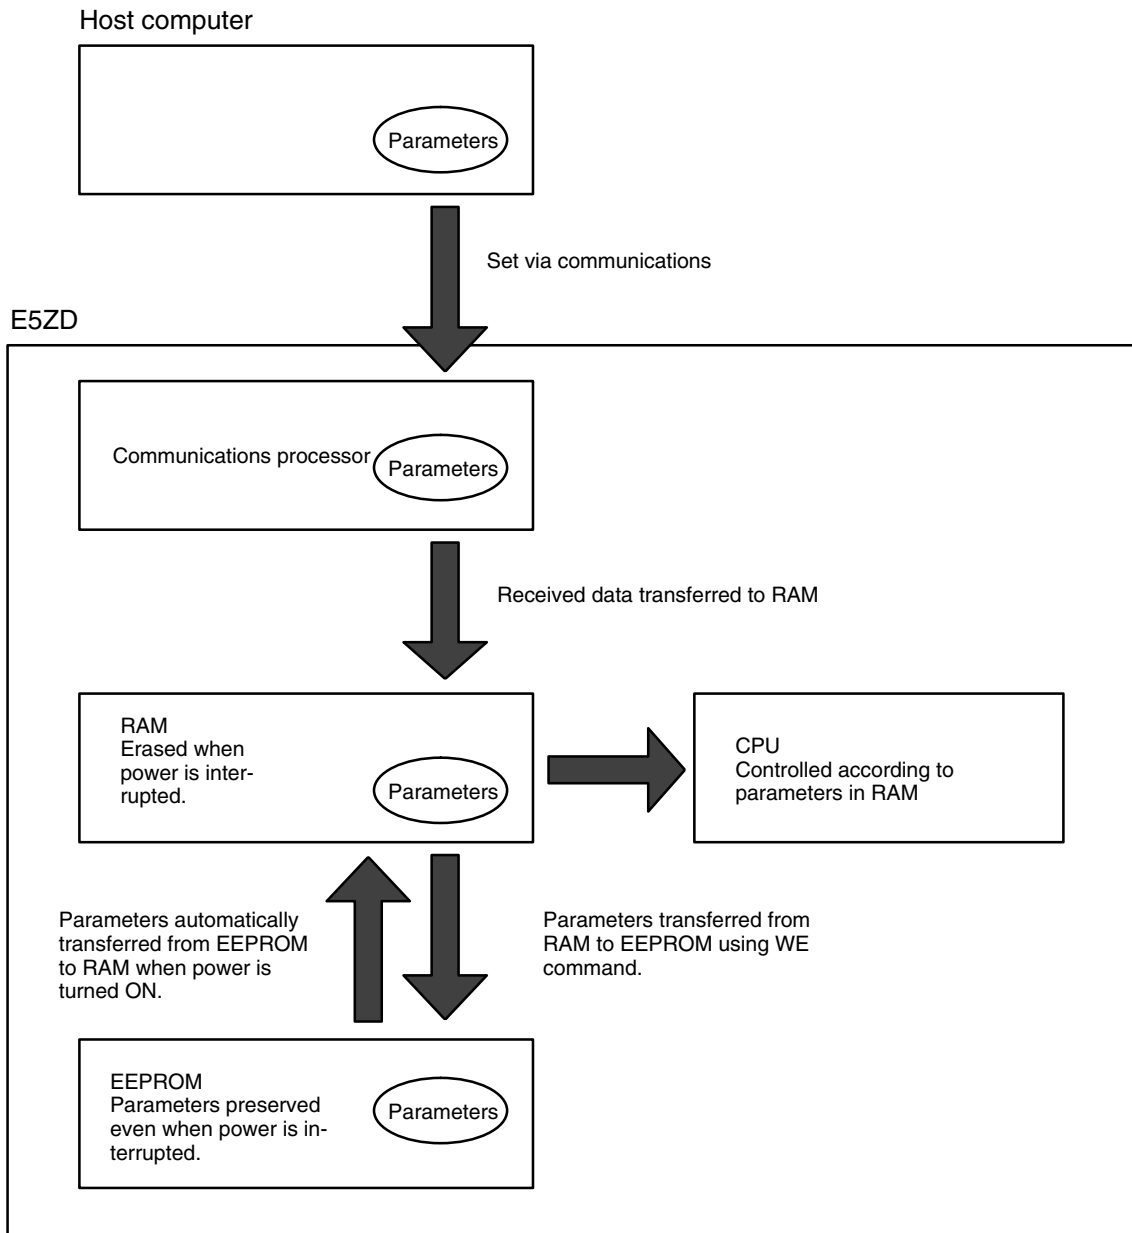 Host computer
Parameters
Set via communications
E5ZD
Communications processor
Parameters
Received data transferred to RAM
RAM
Erased when
power is inter-
rupted.
Parameters
CPU
Controlled according to
parameters in RAM
Parameters automatically
transferred from EEPROM
to RAM when power is
turned ON.
Parameters transferred from
RAM to EEPROM using WE
command.
EEPROM
Parameters preserved
even when power is in-
terrupted.
Parameters